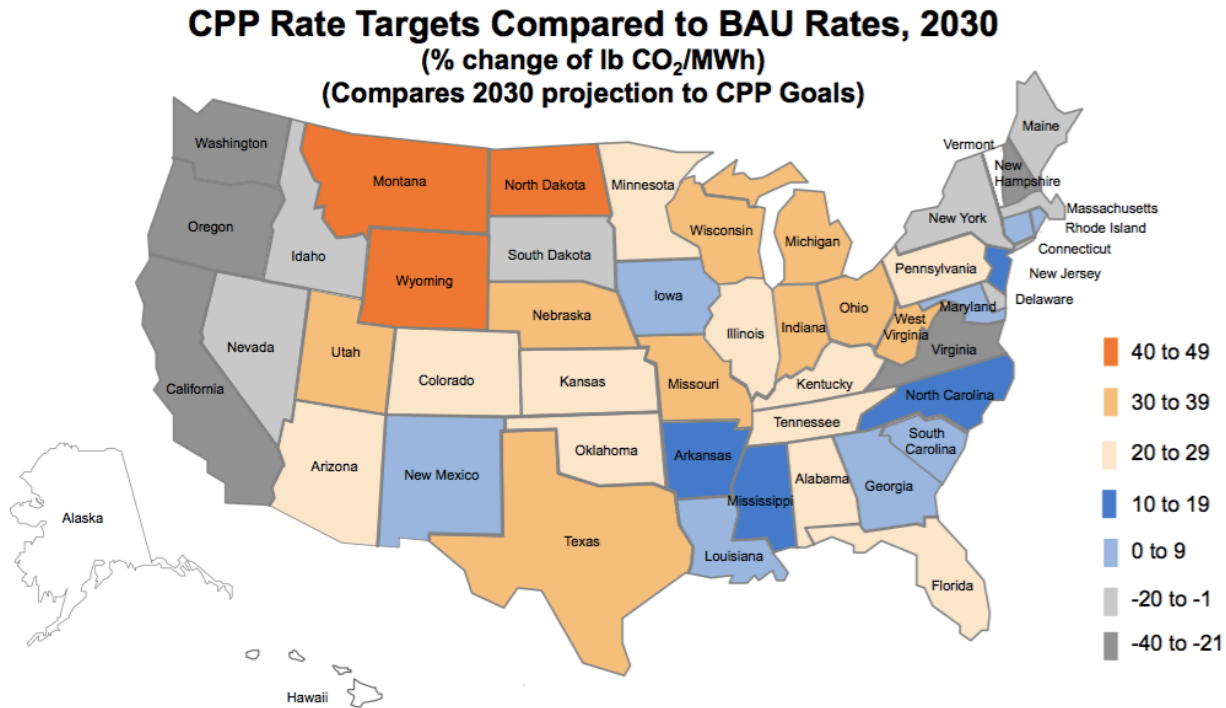 CPP Rate Targets Compared to BAU Rates, 2030
(% change of lb CO₂/MWh)
(Compares 2030 projection to CPP Goals)
Washington
Oregon
California
Idaho
Nevada
Montana
Wyoming
Utah
Arizona
Colorado
New Mexico
North Dakota
South Dakota
Nebraska
Kansas
Oklahoma
Texas
Minnesota
Iowa
Missouri
Arkansas
Louisiana
Wisconsin
Illinois
Michigan
Indiana
Ohio
Kentucky
Tennessee
Mississippi
Alabama
Georgia
Florida
South
Carolina
North Carolina
Virginia
West
Virginia
Maryland
Delaware
Pennsylvania
New Jersey
New York
Connecticut
Rhode Island
Massachusetts
Vermont
New
Hampshire
Maine
Alaska
Hawaii
40 to 49
30 to 39
20 to 29
10 to 19
0 to 9
-20 to -1
-40 to -21